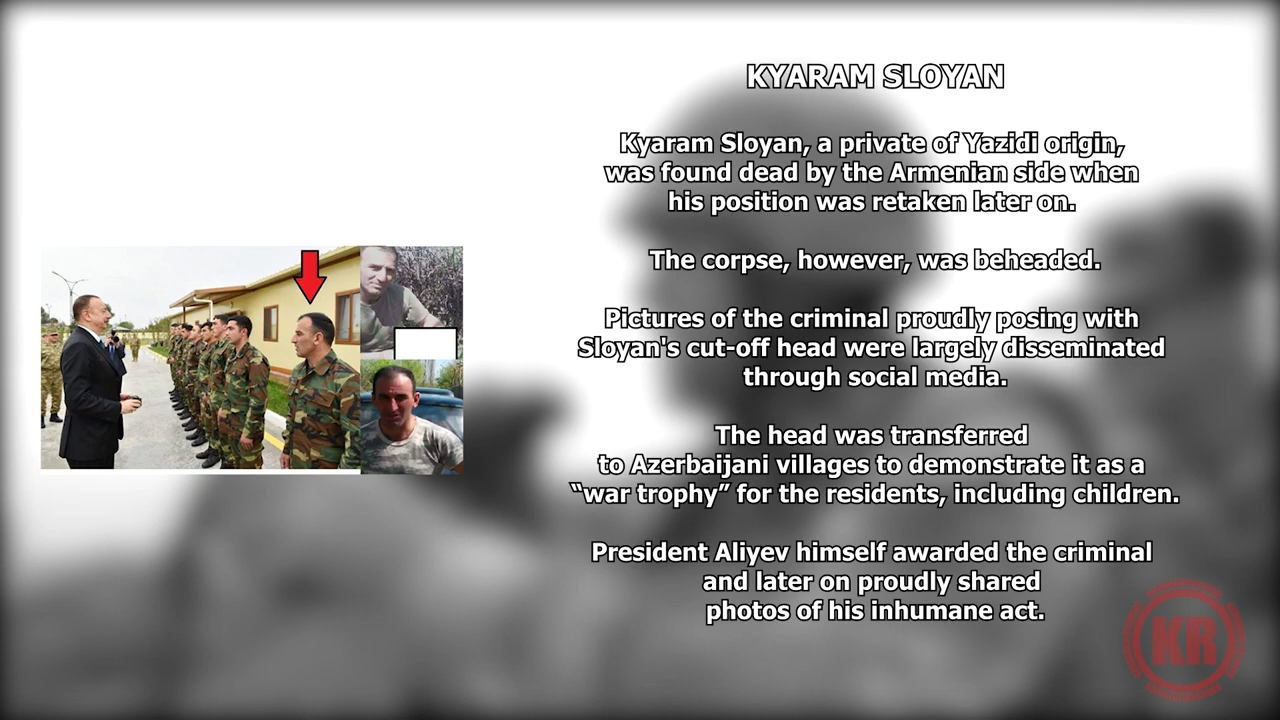 KYARAM SLOYAN
Kyaram Sloyan, a private of Yazidi origin,
was found dead by the Armenian side when
his position was retaken later on.
The corpse, however, was beheaded.
Pictures of the criminal proudly posing with
Sloyan's cut-off head were largely disseminated
through social media.
The head was transferred
to Azerbaijani villages to demonstrate it as a
“war trophy” for the residents, including children.
President Aliyev himself awarded the criminal
and later on proudly shared
photos of his inhumane act.
KR